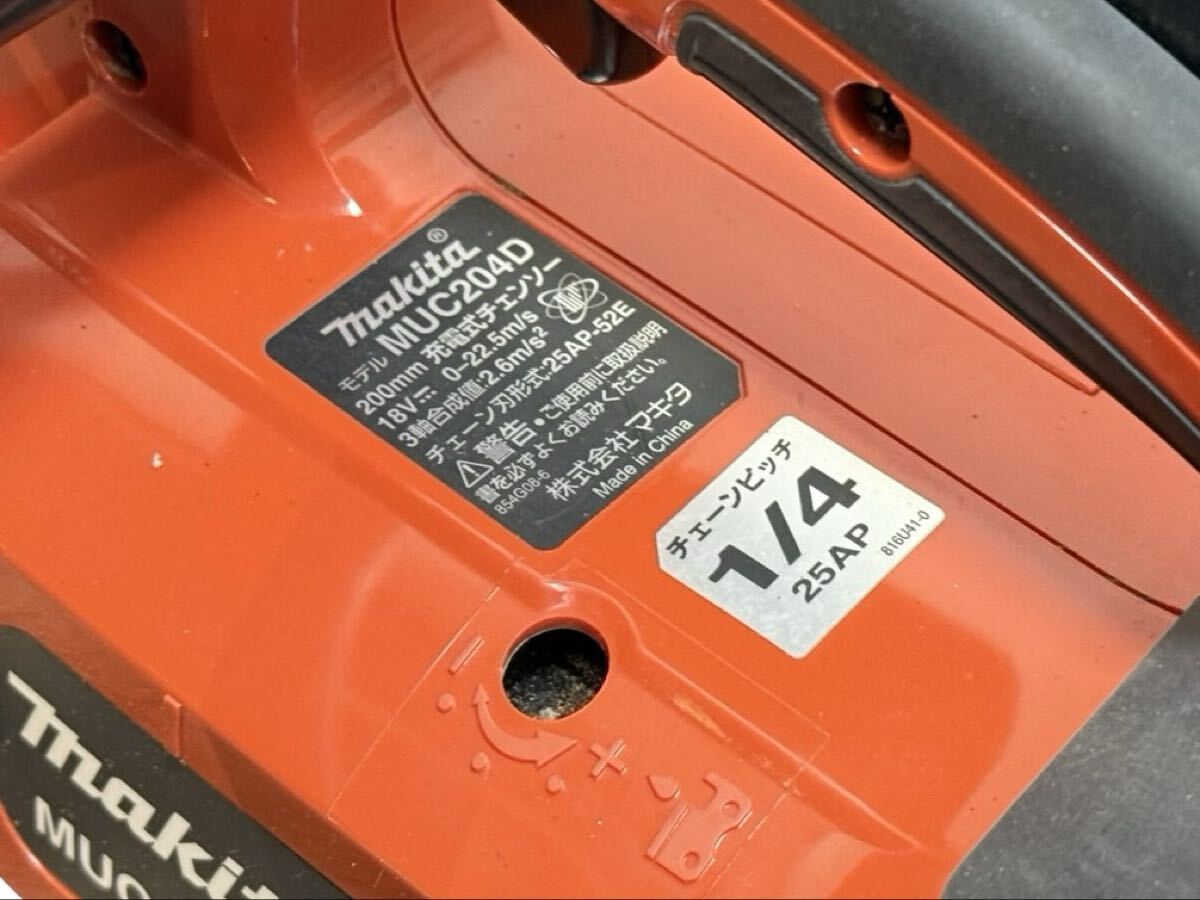 makita®
モデル MUC204D
200mm 充電式チェンソー
18V⎓ 0-22.5m/s
3軸合成値:2.6m/s²
チェーン刃形式:25AP-52E
⚠警告・ご使用前に取扱説明
書を必ずよくお読みください。
854G08-6 株式会社マキタ
Made in China
チェーンピッチ
1/4
25AP
816U41-0
- +
makit
MUC